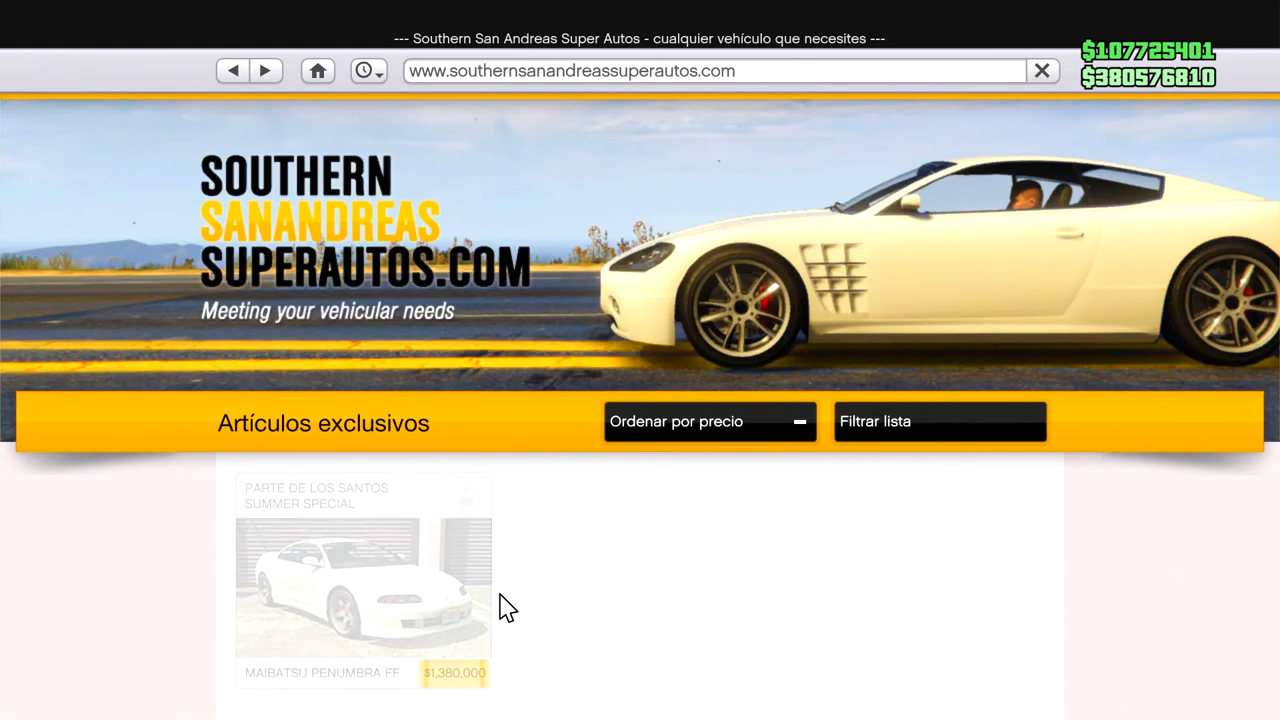 --- Southern San Andreas Super Autos - cualquier vehículo que necesites ---
www.southernsanandreassuperautos.com
$107725401
$380576810
SOUTHERN
SANANDREAS
SUPERAUTOS.COM
Meeting your vehicular needs
Artículos exclusivos
Ordenar por precio
Filtrar lista
PARTE DE LOS SANTOS
SUMMER SPECIAL
MAIBATSU PENUMBRA FF
$1,380,000